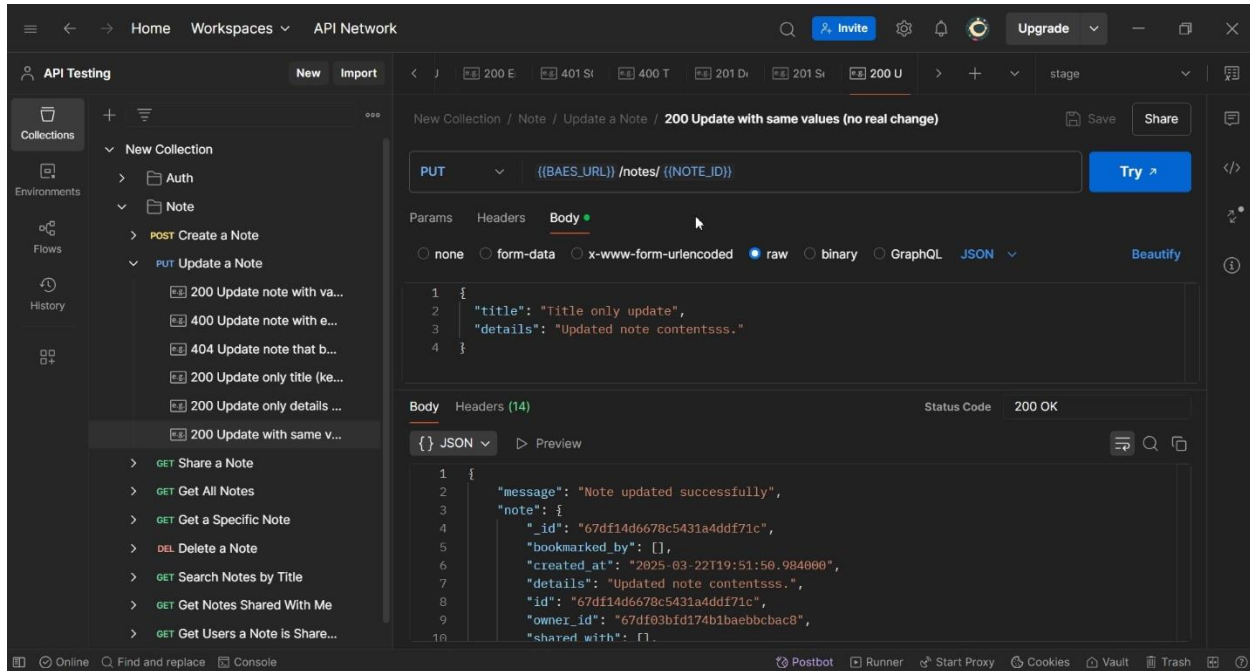 Home Workspaces API Network Invite Upgrade
API Testing New Import 200 E 401 S 400 T 201 D 201 S 200 U stage
Collections
Environments
Flows
History
New Collection
Auth
Note
POST Create a Note
PUT Update a Note
200 Update note with va...
400 Update note with e...
404 Update note that b...
200 Update only title (ke...
200 Update only details ...
200 Update with same v...
GET Share a Note
GET Get All Notes
GET Get a Specific Note
DEL Delete a Note
GET Search Notes by Title
GET Get Notes Shared With Me
GET Get Users a Note is Share...
New Collection / Note / Update a Note / 200 Update with same values (no real change) Save Share
PUT {{BAES_URL}} /notes/ {{NOTE_ID}} Try
Params Headers Body
none form-data x-www-form-urlencoded raw binary GraphQL JSON Beautify
1 {
2 "title": "Title only update",
3 "details": "Updated note contentsss."
4 }
Body Headers (14) Status Code 200 OK
{} JSON Preview
1 {
2 "message": "Note updated successfully",
3 "note": {
4 "_id": "67df14d6678c5431a4ddf71c",
5 "bookmarked_by": [],
6 "created_at": "2025-03-22T19:51:50.984000",
7 "details": "Updated note contentsss.",
8 "id": "67df14d6678c5431a4ddf71c",
9 "owner_id": "67df03bfd174b1baebbcbac8",
10 "shared_with": [],
Online Find and replace Console Postbot Runner Start Proxy Cookies Vault Trash